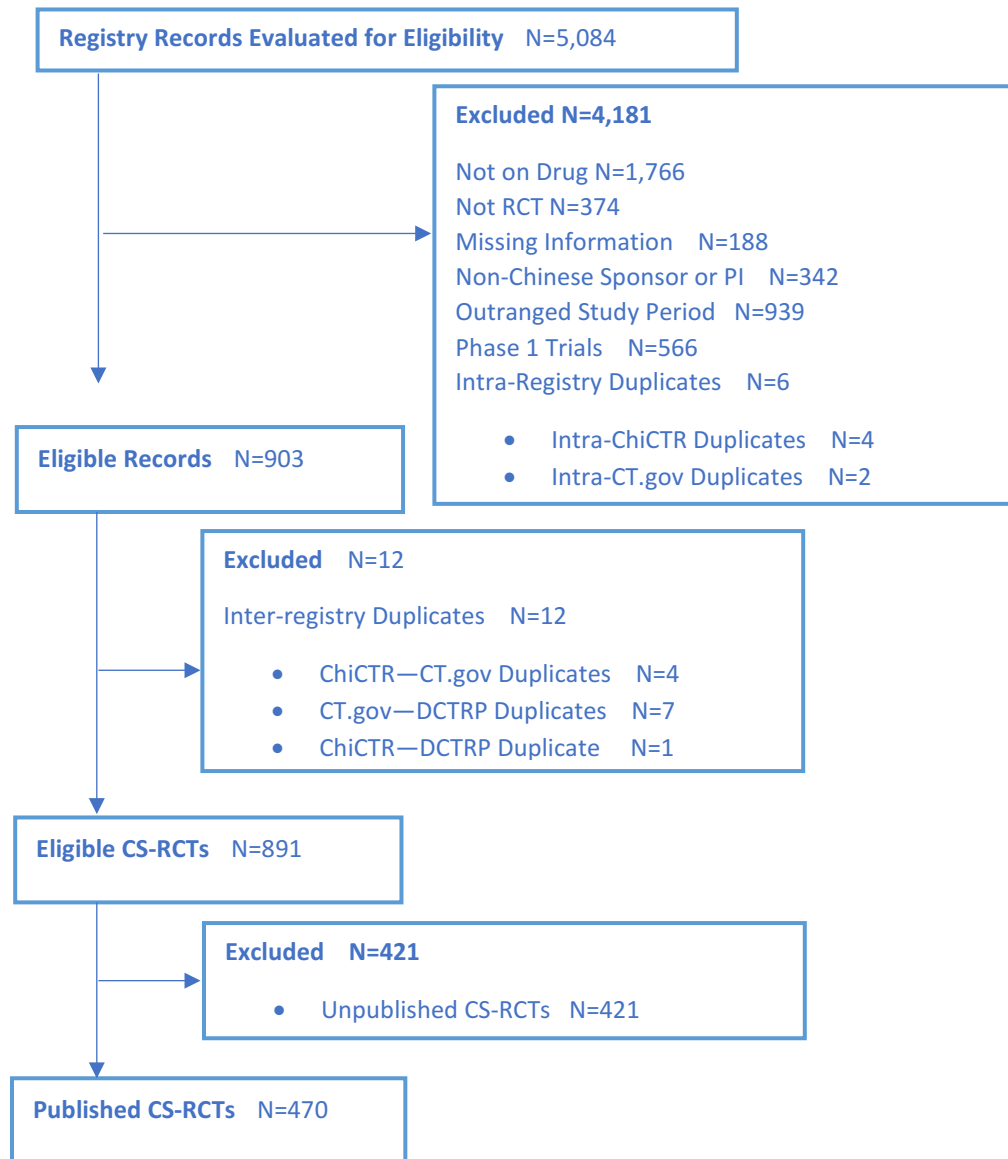 Registry Records Evaluated for Eligibility N=5,084
Excluded N=4,181
Not on Drug N=1,766
Not RCT N=374
Missing Information N=188
Non-Chinese Sponsor or PI N=342
Outranged Study Period N=939
Phase 1 Trials N=566
Intra-Registry Duplicates N=6
• Intra-ChiCTR Duplicates N=4
• Intra-CT.gov Duplicates N=2
Eligible Records N=903
Excluded N=12
Inter-registry Duplicates N=12
• ChiCTR—CT.gov Duplicates N=4
• CT.gov—DCTRP Duplicates N=7
• ChiCTR—DCTRP Duplicate N=1
Eligible CS-RCTs N=891
Excluded N=421
• Unpublished CS-RCTs N=421
Published CS-RCTs N=470